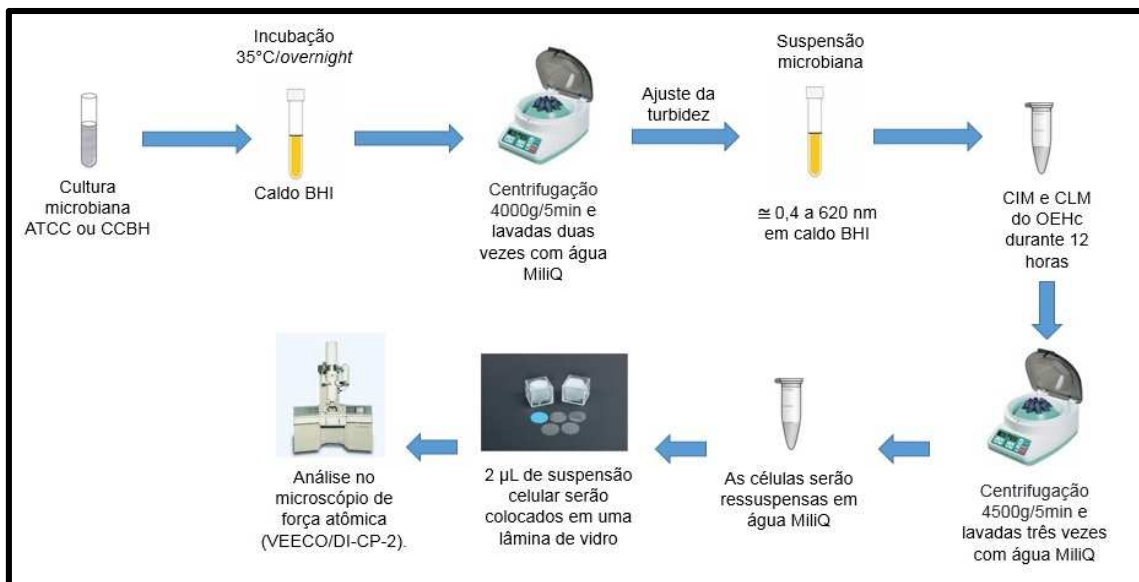 Incubação
35°C/overnight
Cultura
microbiana
ATCC ou CCBH
Caldo BHI
Centrifugação
4000g/5min e
lavadas duas
vezes com água
MiliQ
Ajuste da
turbidez
Suspensão
microbiana
≅ 0,4 a 620 nm
em caldo BHI
CIM e CLM
do OEHc
durante 12
horas
Centrifugação
4500g/5min e
lavadas três vezes
com água MiliQ
As células serão
ressuspensas em
água MiliQ
2 µL de suspensão
celular serão
colocados em uma
lâmina de vidro
Análise no
microscópio de
força atômica
(VEECO/DI-CP-2).